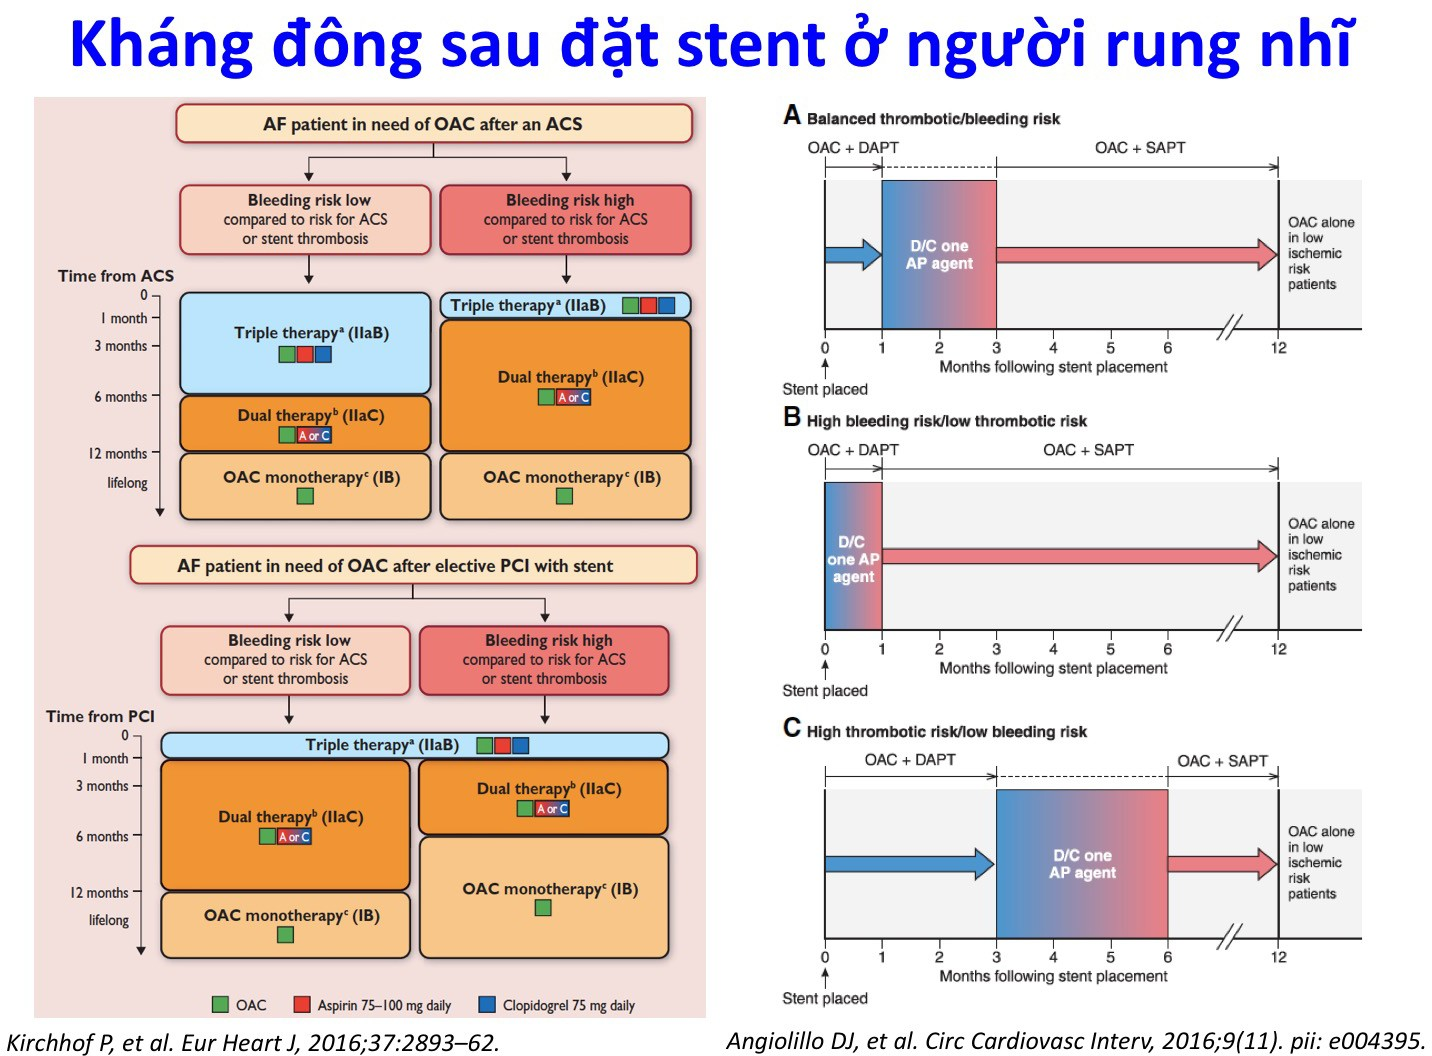 Kháng đông sau đặt stent ở người rung nhĩ
AF patient in need of OAC after an ACS
Bleeding risk low
compared to risk for ACS
or stent thrombosis
Bleeding risk high
compared to risk for ACS
or stent thrombosis
Time from ACS
0
1 month
3 months
6 months
12 months
lifelong
Triple therapyᵃ (IIaB)
Dual therapyᵇ (IIaC)
A or C
OAC monotherapyᶜ (IB)
Triple therapyᵃ (IIaB)
Dual therapyᵇ (IIaC)
A or C
OAC monotherapyᶜ (IB)
AF patient in need of OAC after elective PCI with stent
Bleeding risk low
compared to risk for ACS
or stent thrombosis
Bleeding risk high
compared to risk for ACS
or stent thrombosis
Time from PCI
0
1 month
3 months
6 months
12 months
lifelong
Triple therapyᵃ (IIaB)
Dual therapyᵇ (IIaC)
A or C
OAC monotherapyᶜ (IB)
Dual therapyᵇ (IIaC)
A or C
OAC monotherapyᶜ (IB)
OAC Aspirin 75–100 mg daily Clopidogrel 75 mg daily
Kirchhof P, et al. Eur Heart J, 2016;37:2893–62.
A Balanced thrombotic/bleeding risk
OAC + DAPT OAC + SAPT
D/C one
AP agent
OAC alone
in low
ischemic
risk
patients
0 1 2 3 4 5 6 12
Months following stent placement
Stent placed
B High bleeding risk/low thrombotic risk
OAC + DAPT OAC + SAPT
D/C
one AP
agent
OAC alone
in low
ischemic
risk
patients
0 1 2 3 4 5 6 12
Months following stent placement
Stent placed
C High thrombotic risk/low bleeding risk
OAC + DAPT OAC + SAPT
D/C one
AP agent
OAC alone
in low
ischemic
risk
patients
0 1 2 3 4 5 6 12
Months following stent placement
Stent placed
Angiolillo DJ, et al. Circ Cardiovasc Interv, 2016;9(11). pii: e004395.